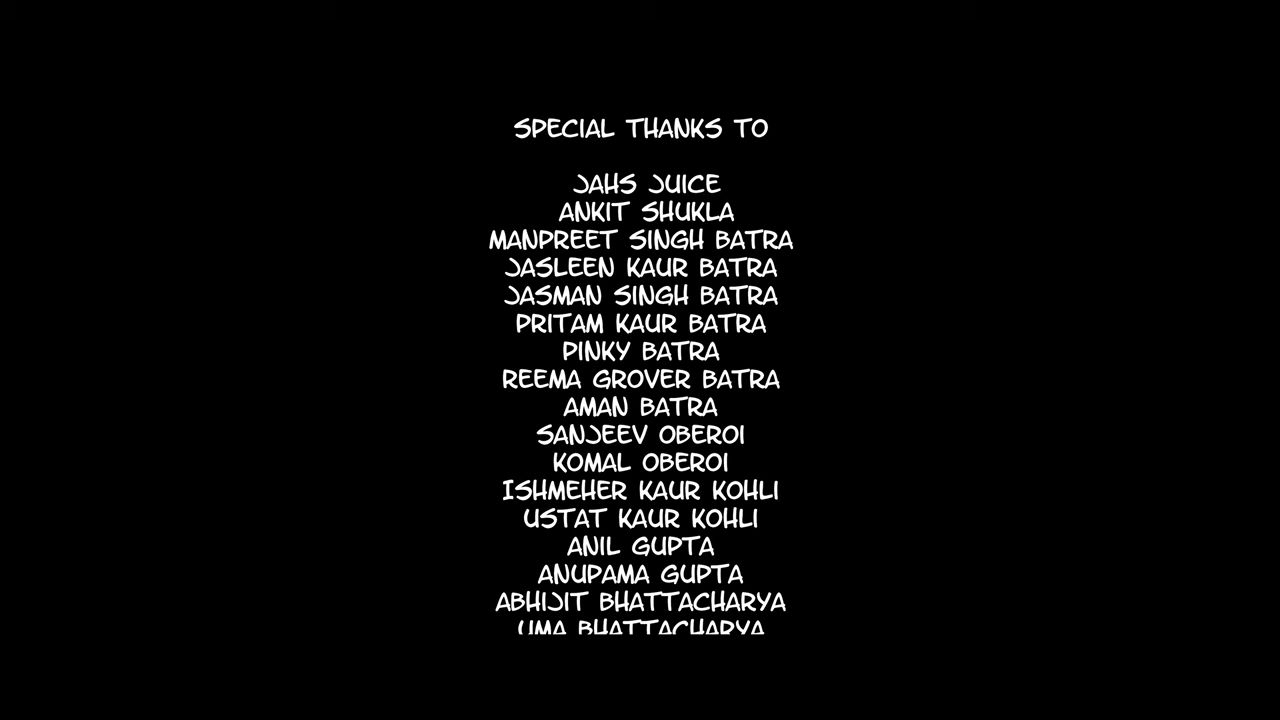 SPECIAL THANKS TO
JAHS JUICE
ANKIT SHUKLA
MANPREET SINGH BATRA
JASLEEN KAUR BATRA
JASMAN SINGH BATRA
PRITAM KAUR BATRA
PINKY BATRA
REEMA GROVER BATRA
AMAN BATRA
SANJEEV OBEROI
KOMAL OBEROI
ISHMEHER KAUR KOHLI
USTAT KAUR KOHLI
ANIL GUPTA
ANUPAMA GUPTA
ABHIJIT BHATTACHARYA
UMA BHATTACHARYA